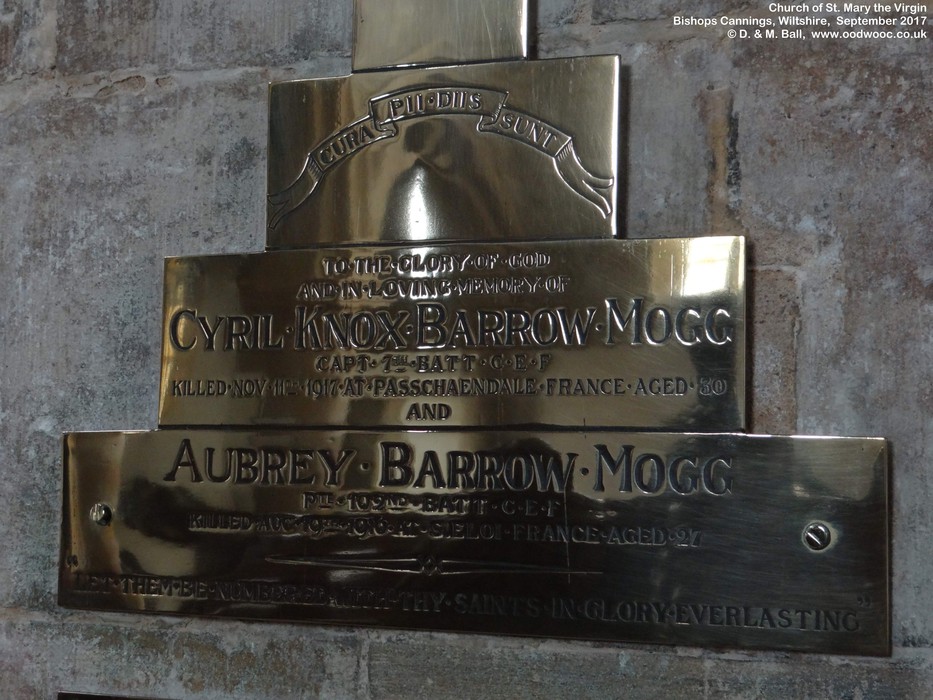 Church of St. Mary the Virgin
Bishops Cannings, Wiltshire, September 2017
© D. & M. Ball, www.oodwooc.co.uk
CURA PII·DIIS SUNT
TO·THE·GLORY·OF·GOD
AND·IN·LOVING·MEMORY·OF
CYRIL·KNOX·BARROW·MOGG
CAPT·7TH·BATT·C·E·F
KILLED·NOV·11TH·1917·AT·PASSCHAENDALE·FRANCE·AGED·30
AND
AUBREY·BARROW·MOGG
PTE·102ND·BATT·C·E·F
KILLED·AUG·19TH·1916·AT·S.ELOI·FRANCE·AGED·27
"LET·THEM·BE·NUMBERED·WITH·THY·SAINTS·IN·GLORY·EVERLASTING"